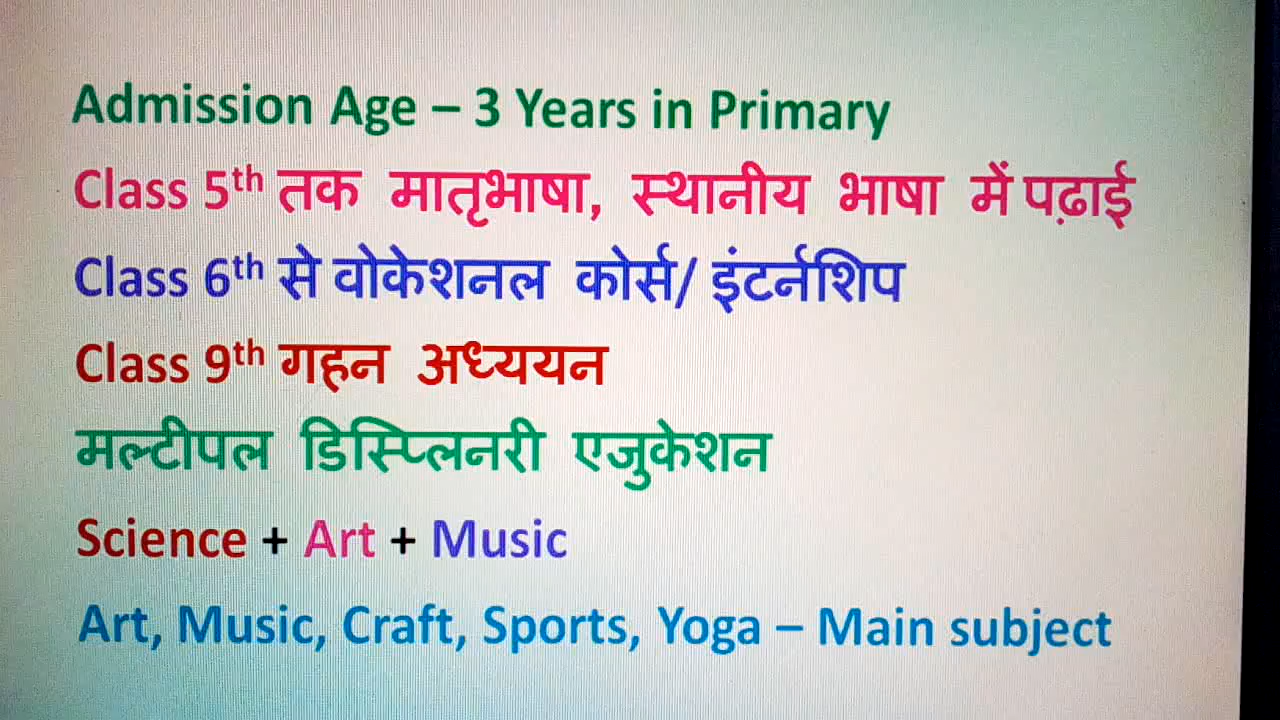 Admission Age – 3 Years in Primary
Class 5th तक मातृभाषा, स्थानीय भाषा में पढ़ाई
Class 6th से वोकेशनल कोर्स/ इंटर्नशिप
Class 9th गहन अध्ययन
मल्टीपल डिस्प्लिनरी एजुकेशन
Science + Art + Music
Art, Music, Craft, Sports, Yoga – Main subject